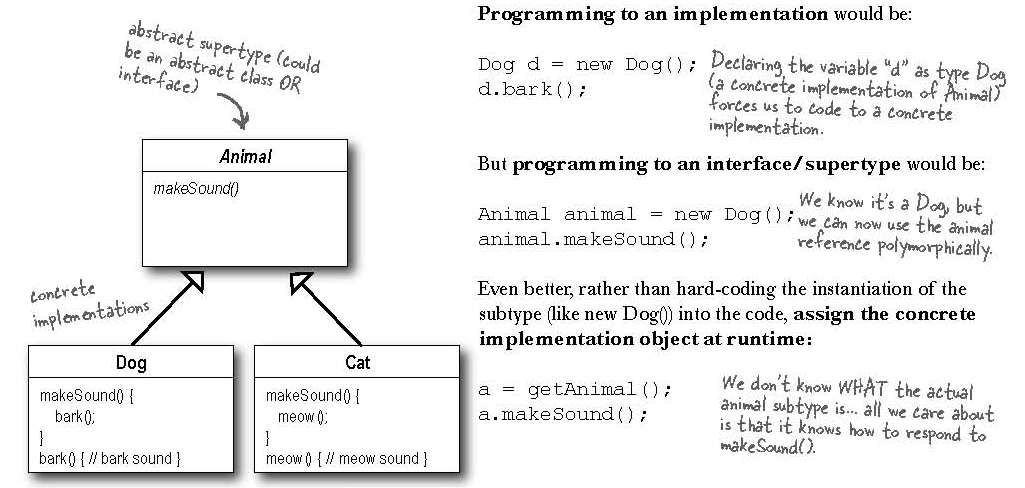 abstract supertype (could
be an abstract class OR
interface)
Animal
makeSound()
concrete
implementations
Dog
makeSound() {
bark();
}
bark() { // bark sound }
Cat
makeSound() {
meow();
}
meow() { // meow sound }
Programming to an implementation would be:
Dog d = new Dog();
d.bark();
Declaring the variable "d" as type Dog
(a concrete implementation of Animal)
forces us to code to a concrete
implementation.
But programming to an interface/supertype would be:
Animal animal = new Dog();
animal.makeSound();
We know it's a Dog, but
we can now use the animal
reference polymorphically.
Even better, rather than hard-coding the instantiation of the
subtype (like new Dog()) into the code, assign the concrete
implementation object at runtime:
a = getAnimal();
a.makeSound();
We don't know WHAT the actual
animal subtype is... all we care about
is that it knows how to respond to
makeSound().